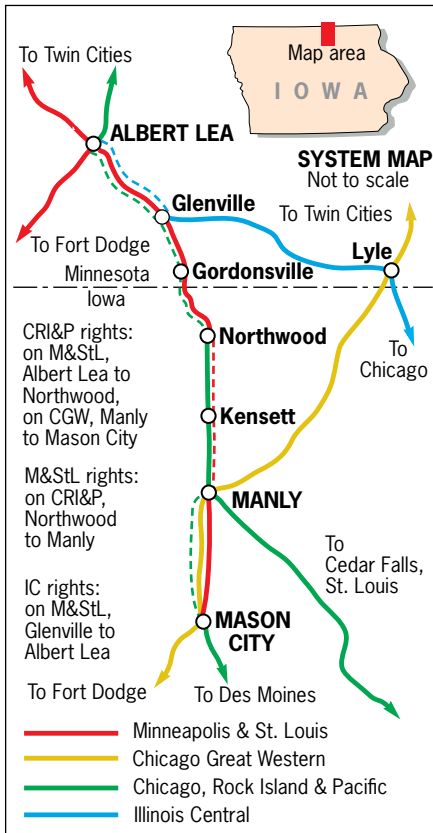 To Twin Cities
Map area
IOWA
ALBERT LEA
SYSTEM MAP
Not to scale
Glenville
To Twin Cities
To Fort Dodge
Lyle
Minnesota
Gordonsville
Iowa
CRI&P rights:
on M&StL,
Albert Lea to
Northwood,
on CGW, Manly
to Mason City
Northwood
To
Chicago
Kensett
M&StL rights:
on CRI&P,
Northwood
to Manly
MANLY
To
Cedar Falls,
St. Louis
IC rights:
on M&StL,
Glenville to
Albert Lea
MASON
CITY
To Fort Dodge
To Des Moines
Minneapolis & St. Louis
Chicago Great Western
Chicago, Rock Island & Pacific
Illinois Central